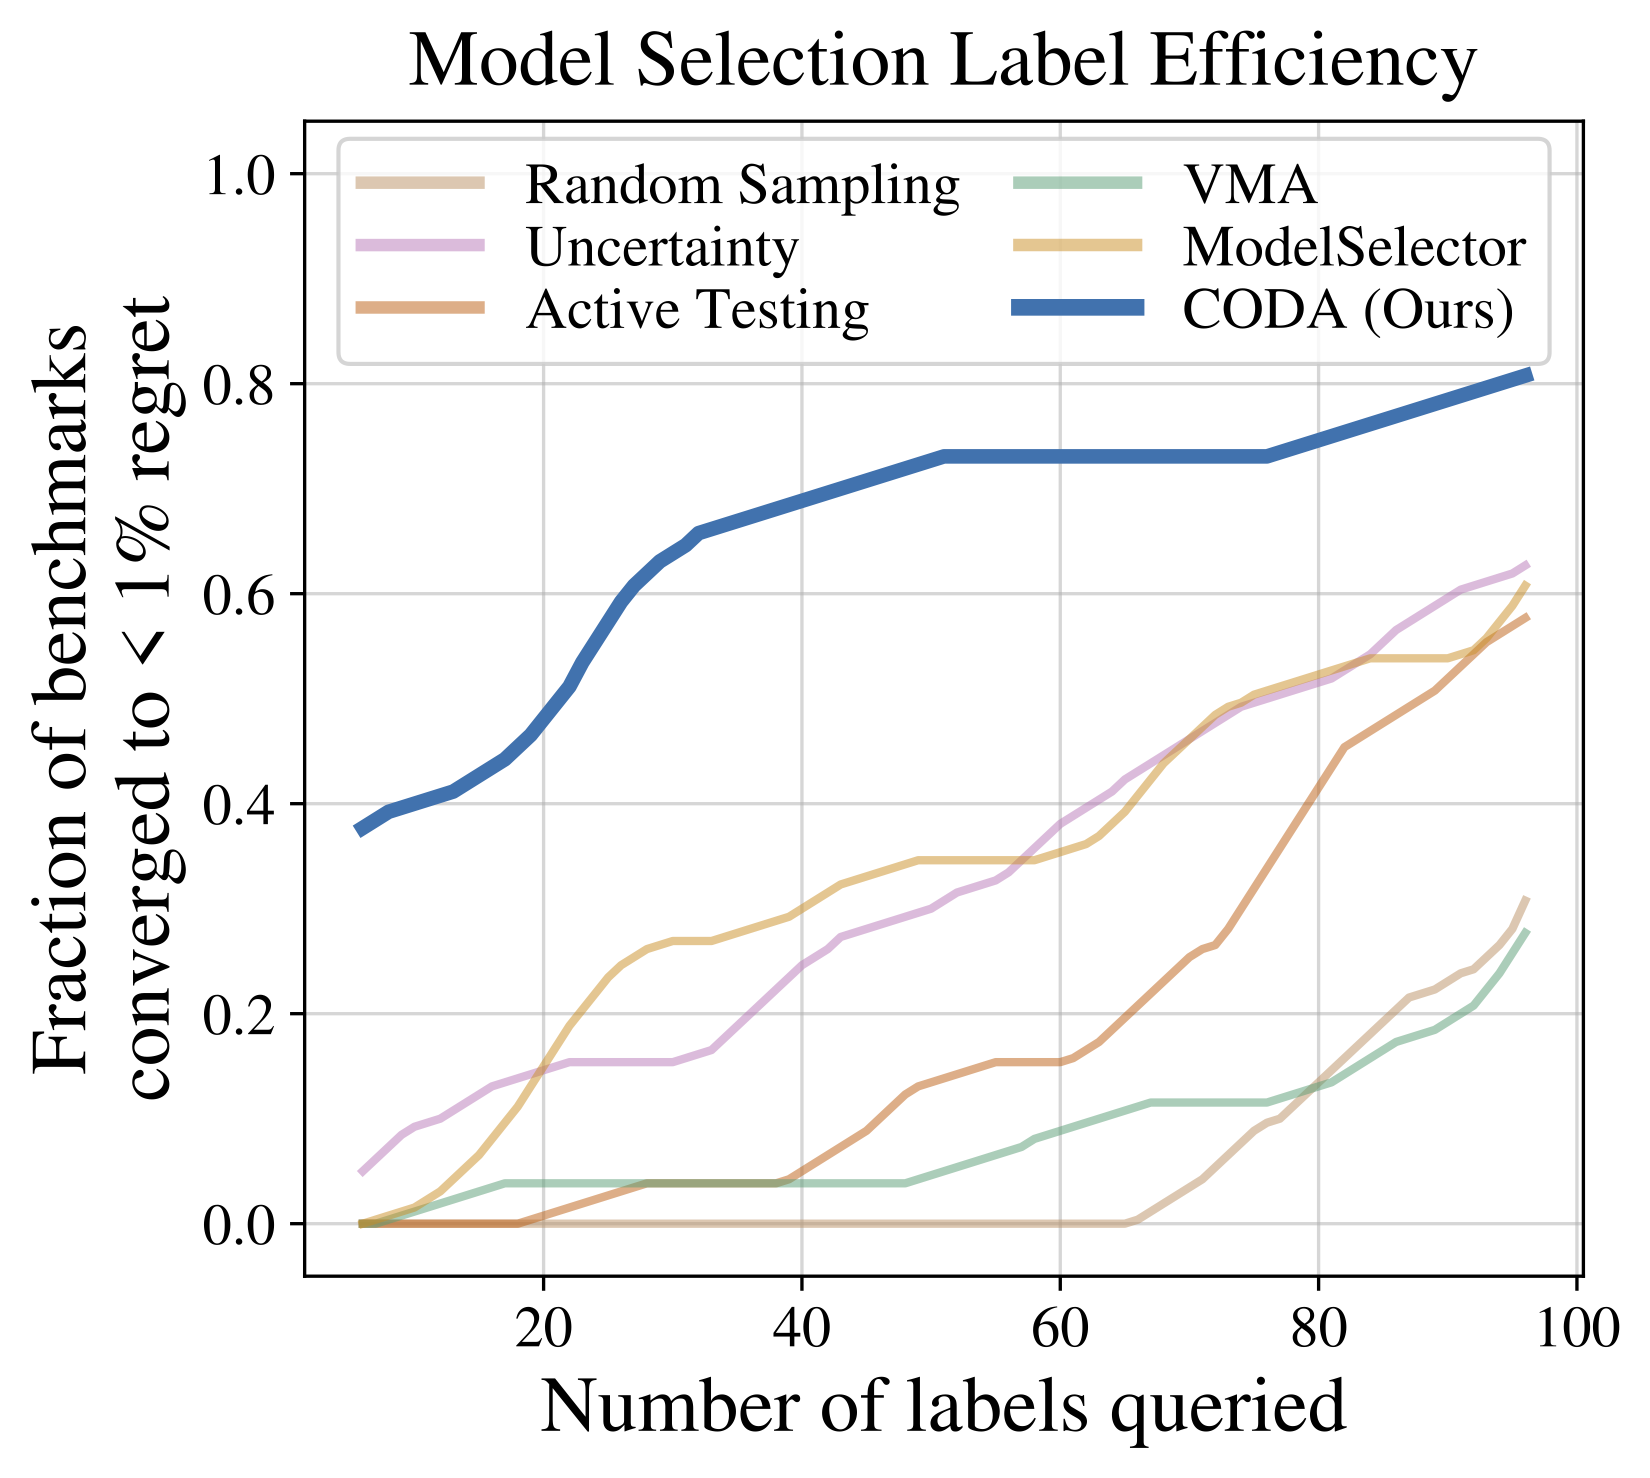 Model Selection Label Efficiency
Random Sampling
Uncertainty
Active Testing
VMA
ModelSelector
CODA (Ours)
Fraction of benchmarks
converged to < 1% regret
1.0
0.8
0.6
0.4
0.2
0.0
20
40
60
80
100
Number of labels queried